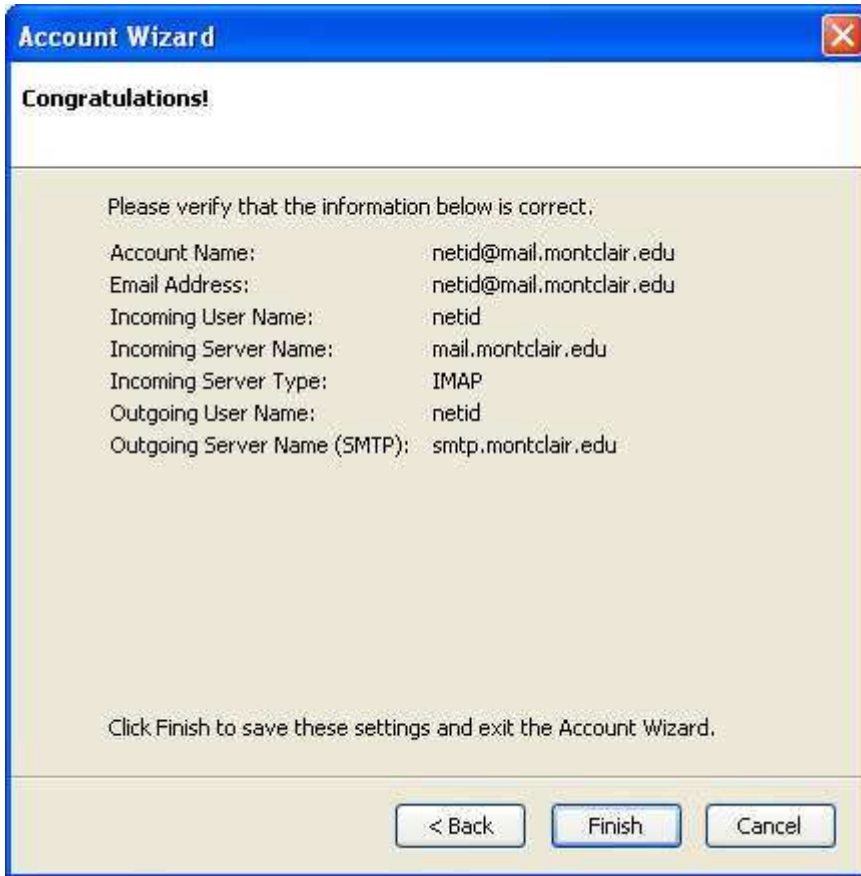 Account Wizard
Congratulations!
Please verify that the information below is correct.
Account Name: netid@mail.montclair.edu
Email Address: netid@mail.montclair.edu
Incoming User Name: netid
Incoming Server Name: mail.montclair.edu
Incoming Server Type: IMAP
Outgoing User Name: netid
Outgoing Server Name (SMTP): smtp.montclair.edu
Click Finish to save these settings and exit the Account Wizard.
< Back Finish Cancel